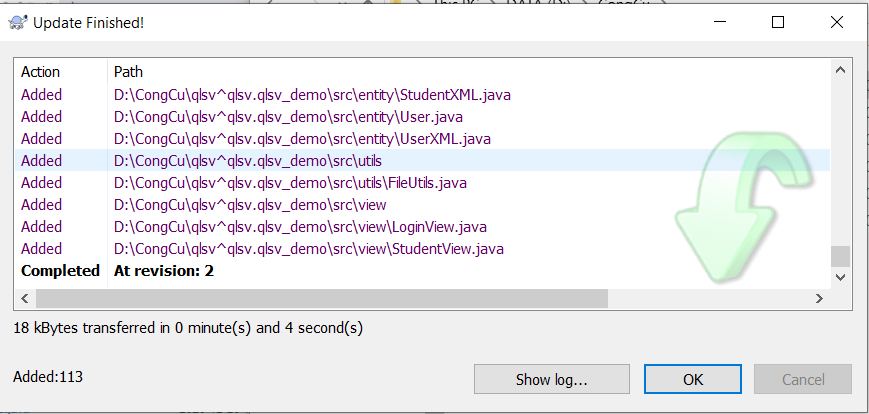 Update Finished!
Action Path
Added D:\CongCu\qlsv^qlsv.qlsv_demo\src\entity\StudentXML.java
Added D:\CongCu\qlsv^qlsv.qlsv_demo\src\entity\User.java
Added D:\CongCu\qlsv^qlsv.qlsv_demo\src\entity\UserXML.java
Added D:\CongCu\qlsv^qlsv.qlsv_demo\src\utils
Added D:\CongCu\qlsv^qlsv.qlsv_demo\src\utils\FileUtils.java
Added D:\CongCu\qlsv^qlsv.qlsv_demo\src\view
Added D:\CongCu\qlsv^qlsv.qlsv_demo\src\view\LoginView.java
Added D:\CongCu\qlsv^qlsv.qlsv_demo\src\view\StudentView.java
Completed At revision: 2
18 kBytes transferred in 0 minute(s) and 4 second(s)
Added:113
Show log... OK Cancel